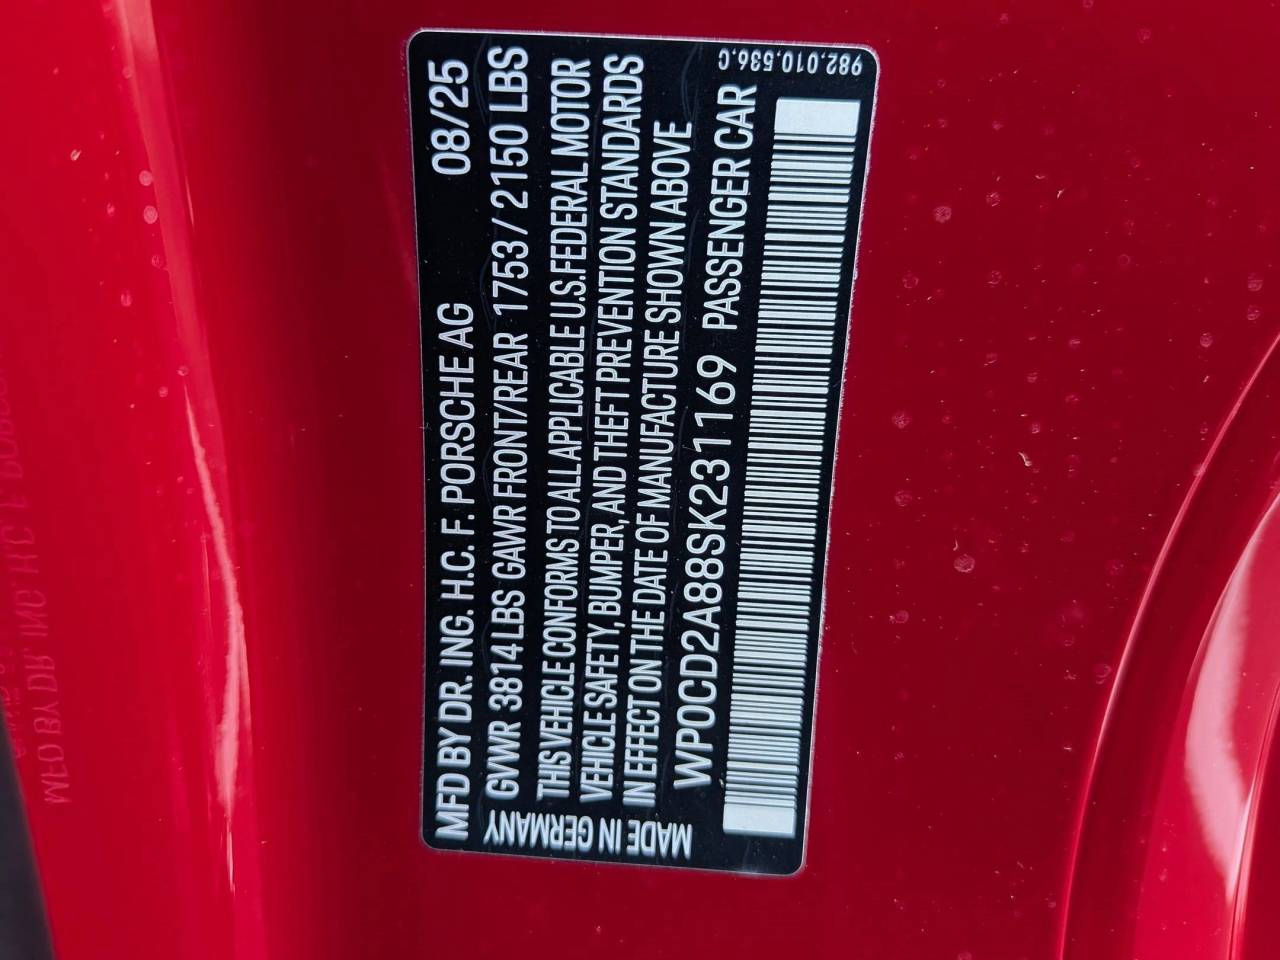 MFD BY DR. ING. H.C. F. PORSCHE AG 08/25
GVWR 3814 LBS GAWR FRONT/REAR 1753 / 2150 LBS
THIS VEHICLE CONFORMS TO ALL APPLICABLE U.S. FEDERAL MOTOR
VEHICLE SAFETY, BUMPER, AND THEFT PREVENTION STANDARDS
IN EFFECT ON THE DATE OF MANUFACTURE SHOWN ABOVE
WP0CD2A88SK231169 PASSENGER CAR
MADE IN GERMANY
982.010.536.C